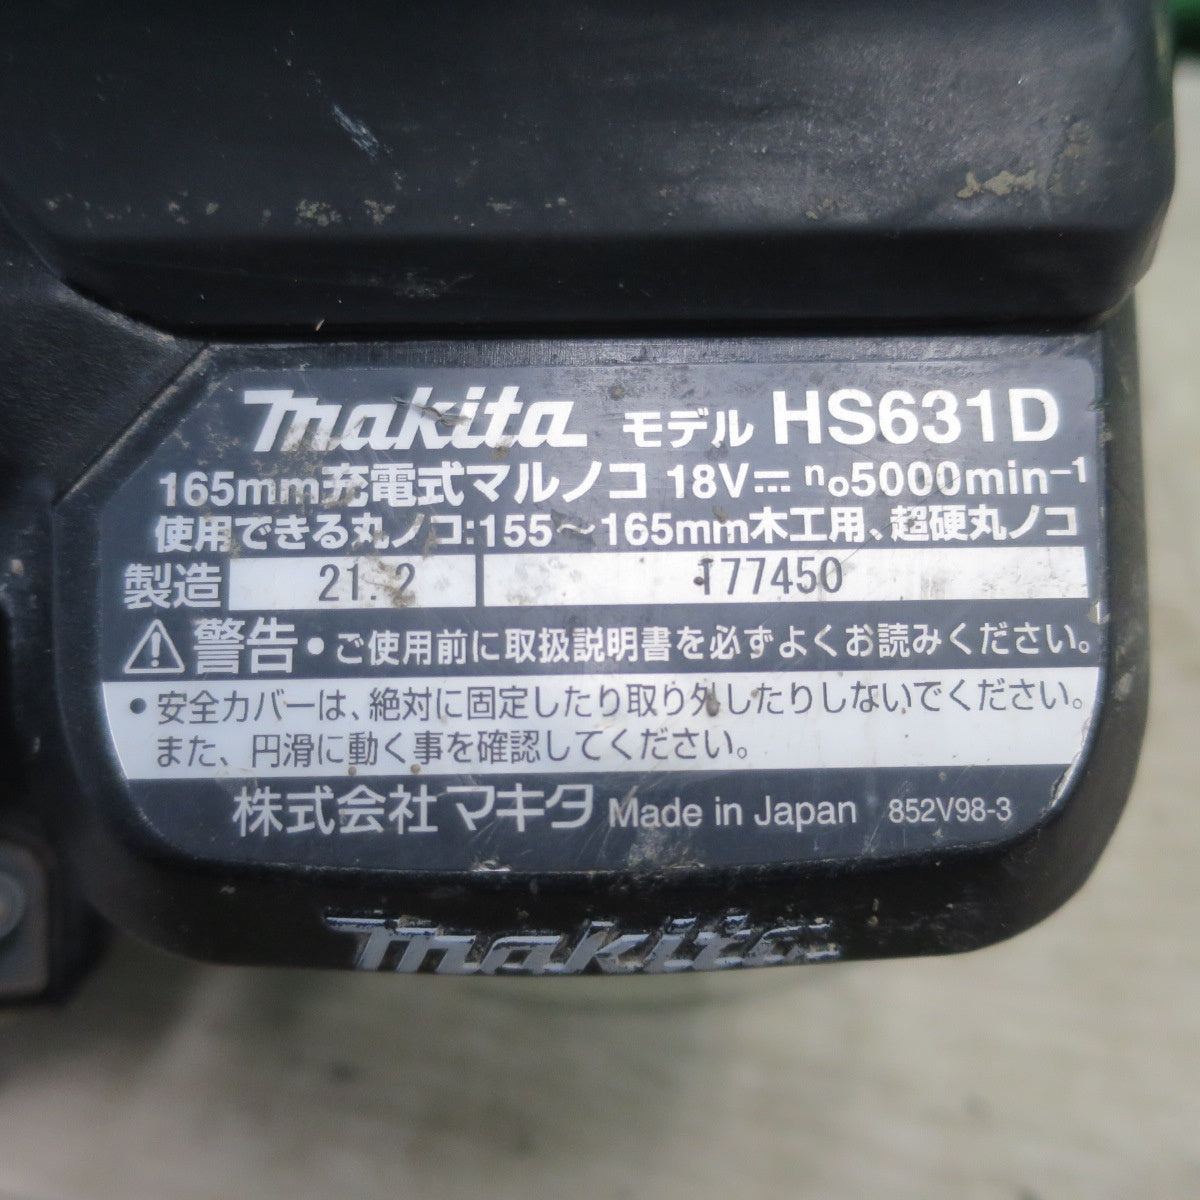 makita モデル HS631D
165mm充電式マルノコ 18V⎓ n₀5000min⁻¹
使用できる丸ノコ:155～165mm木工用、超硬丸ノコ
製造 21.2 177450
⚠警告・ご使用前に取扱説明書を必ずよくお読みください。
・安全カバーは、絶対に固定したり取り外したりしないでください。
また、円滑に動く事を確認してください。
株式会社マキタ Made in Japan 852V98-3
makita